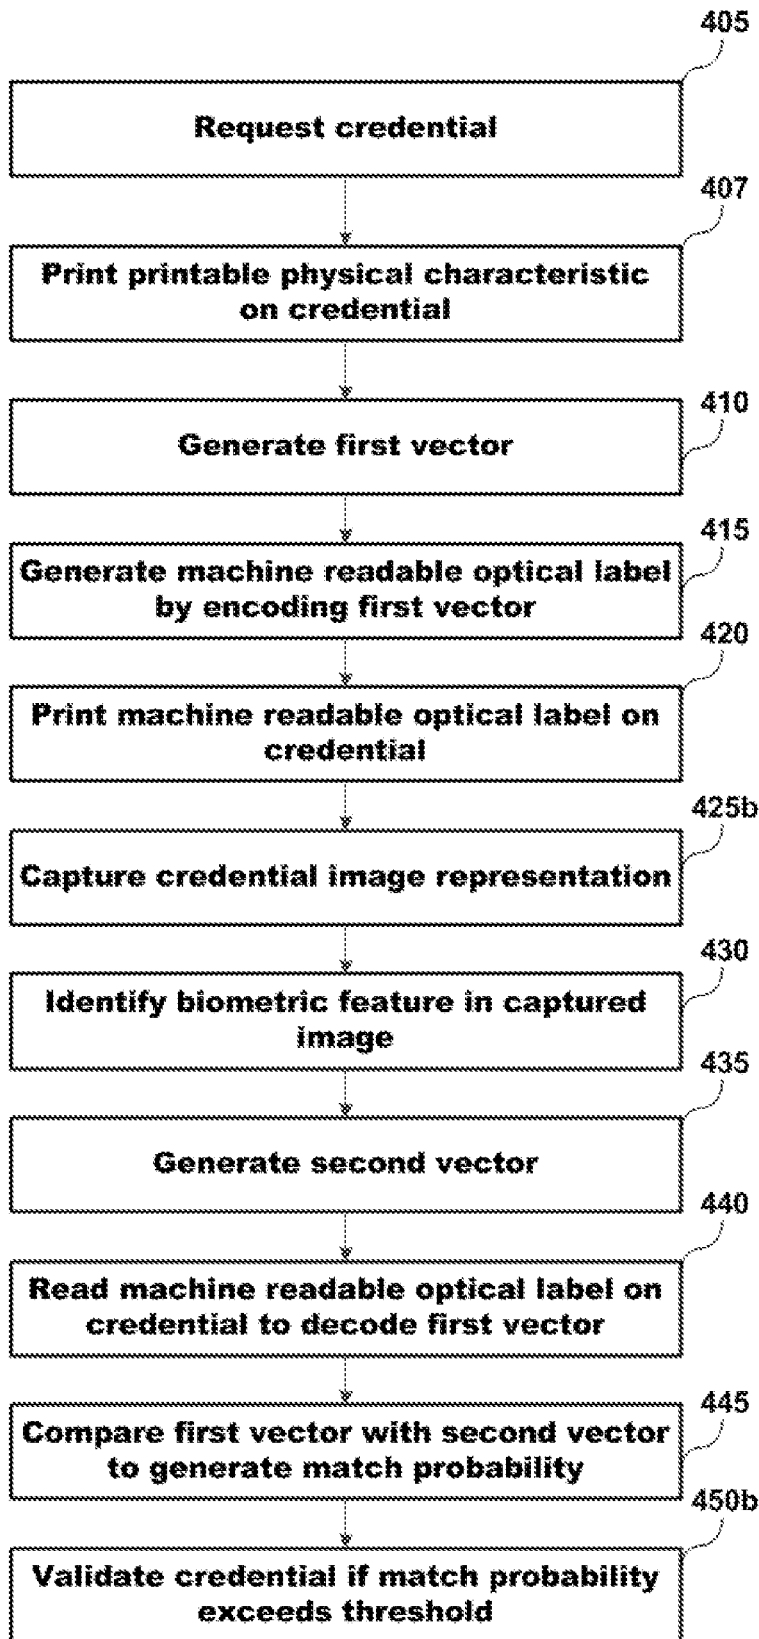 405
Request credential
407
Print printable physical characteristic
on credential
410
Generate first vector
415
Generate machine readable optical label
by encoding first vector
420
Print machine readable optical label on
credential
425b
Capture credential image representation
430
Identify biometric feature in captured
image
435
Generate second vector
440
Read machine readable optical label on
credential to decode first vector
445
Compare first vector with second vector
to generate match probability
450b
Validate credential if match probability
exceeds threshold